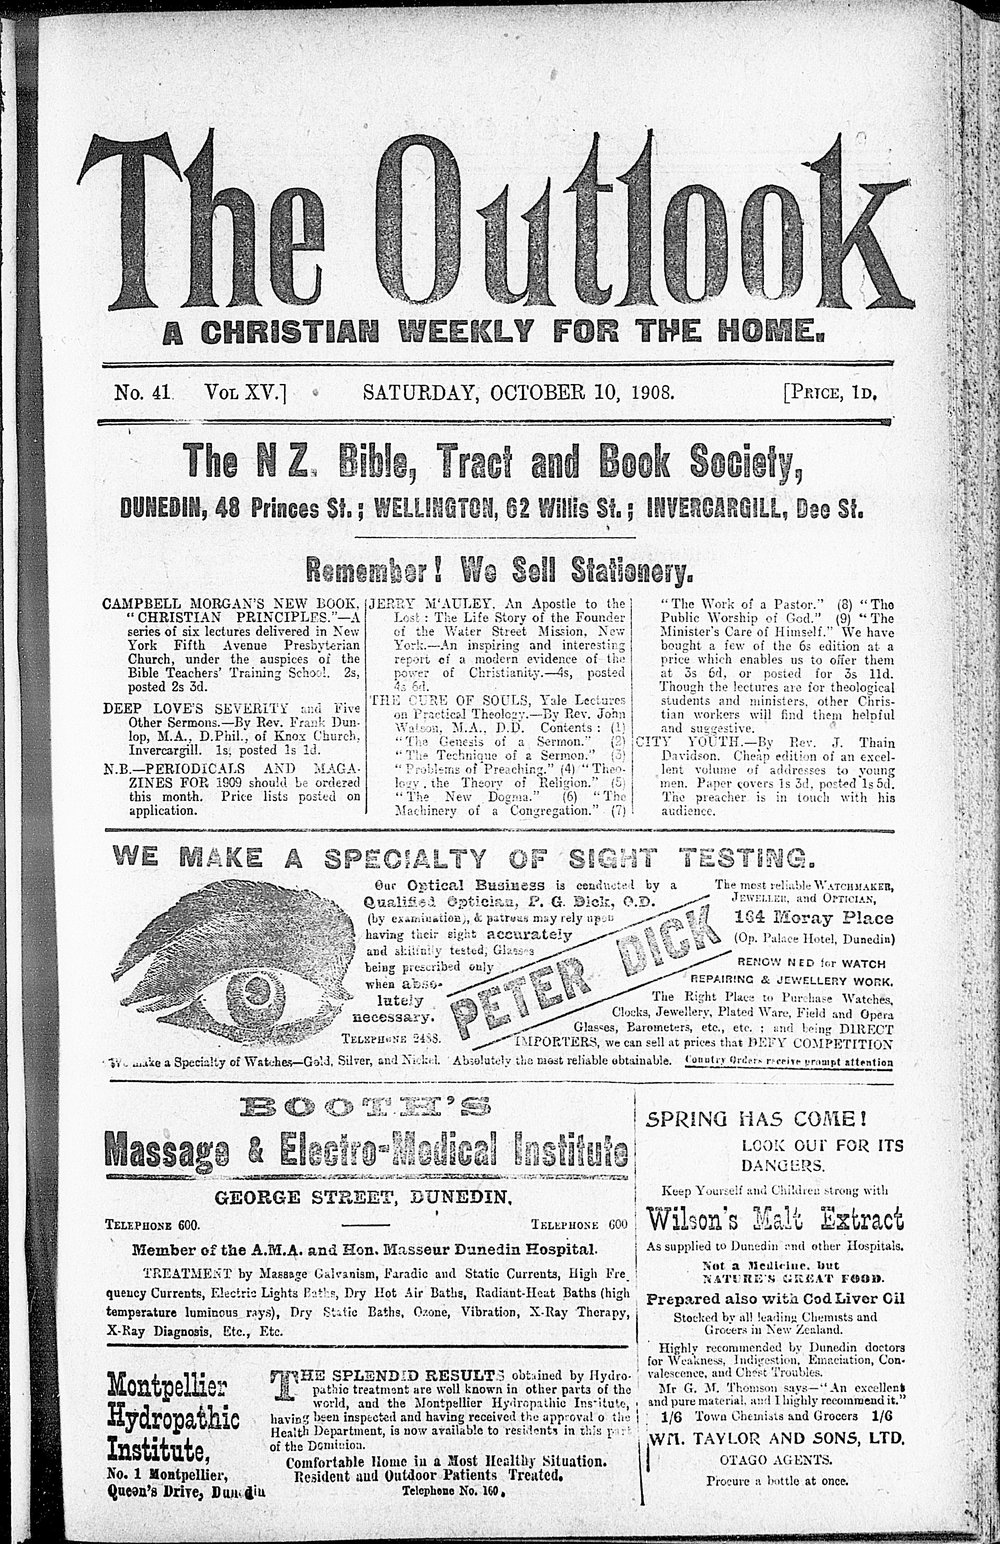 The Outlook
A CHRISTIAN WEEKLY FOR THE HOME.
No. 41 Vol XV.] SATURDAY, OCTOBER 10, 1908. [Price, 1d.
The N Z. Bible, Tract and Book Society,
DUNEDIN, 48 Princes St.; WELLINGTON, 62 Willis St.; INVERCARGILL, Dee St.
Remember! We Sell Stationery.
CAMPBELL MORGAN'S NEW BOOK,
"CHRISTIAN PRINCIPLES."—A
series of six lectures delivered in New
York Fifth Avenue Presbyterian
Church, under the auspices of the
Bible Teachers' Training School. 2s,
posted 2s 3d.
DEEP LOVE'S SEVERITY and Five
Other Sermons.—By Rev. Frank Dun-
lop, M.A., D.Phil., of Knox Church,
Invercargill. 1s; posted 1s 1d.
N.B.—PERIODICALS AND MAGA-
ZINES FOR 1909 should be ordered
this month. Price lists posted on
application.
JERRY M'AULEY, An Apostle to the
Lost: The Life Story of the Founder
of the Water Street Mission, New
York.—An inspiring and interesting
report of a modern evidence of the
power of Christianity.—4s, posted
4s 6d.
THE CURE OF SOULS, Yale Lectures
on Practical Theology.—By Rev. John
Watson, M.A., D.D. Contents: (1)
"The Genesis of a Sermon." (2)
"The Technique of a Sermon." (3)
"Problems of Preaching." (4) "Theo-
logy, the Theory of Religion." (5)
"The New Dogma." (6) "The
Machinery of a Congregation." (7)
"The Work of a Pastor." (8) "The
Public Worship of God." (9) "The
Minister's Care of Himself." We have
bought a few of the 6s edition at a
price which enables us to offer them
at 3s 6d, or posted for 3s 11d.
Though the lectures are for theological
students and ministers, other Chris-
tian workers will find them helpful
and suggestive.
CITY YOUTH.—By Rev. J. Thain
Davidson. Cheap edition of an excel-
lent volume of addresses to young
men. Paper covers 1s 3d, posted 1s 5d.
The preacher is in touch with his
audience.
WE MAKE A SPECIALTY OF SIGHT TESTING.
Our Optical Business is conducted by a
Qualified Optician, P. G. Dick, O.D.
(by examination), & patrons may rely upon
having their sight accurately
and skilfully tested, Glasses
being prescribed only
when abso-
lutely
necessary.
Telephone 2488.
PETER DICK
The most reliable Watchmaker,
Jeweller, and Optician,
164 Moray Place
(Op. Palace Hotel, Dunedin)
RENOWNED for WATCH
REPAIRING & JEWELLERY WORK.
The Right Place to Purchase Watches,
Clocks, Jewellery, Plated Ware, Field and Opera
Glasses, Barometers, etc., etc.; and being DIRECT
IMPORTERS, we can sell at prices that DEFY COMPETITION
We make a Specialty of Watches—Gold, Silver, and Nickel. Absolutely the most reliable obtainable. Country Orders receive prompt attention
BOOTH'S
Massage & Electro-Medical Institute
GEORGE STREET, DUNEDIN.
Telephone 600. Telephone 600
Member of the A.M.A. and Hon. Masseur Dunedin Hospital.
TREATMENT by Massage Galvanism, Faradic and Static Currents, High Fre-
quency Currents, Electric Lights Baths, Dry Hot Air Baths, Radiant-Heat Baths (high
temperature luminous rays), Dry Static Baths, Ozone, Vibration, X-Ray Therapy,
X-Ray Diagnosis, Etc., Etc.
Montpellier
Hydropathic
Institute,
No. 1 Montpellier,
Queen's Drive, Dunedin
THE SPLENDID RESULTS obtained by Hydro-
pathic treatment are well known in other parts of the
world, and the Montpellier Hydropathic Institute,
having been inspected and having received the approval o the
Health Department, is now available to residents in this part
of the Dominion.
Comfortable Home in a Most Healthy Situation.
Resident and Outdoor Patients Treated.
Telephone No. 160.
SPRING HAS COME!
LOOK OUT FOR ITS
DANGERS.
Keep Yourself and Children strong with
Wilson's Malt Extract
As supplied to Dunedin and other Hospitals.
Not a Medicine, but
NATURE'S GREAT FOOD.
Prepared also with Cod Liver Oil
Stocked by all leading Chemists and
Grocers in New Zealand.
Highly recommended by Dunedin doctors
for Weakness, Indigestion, Emaciation, Con-
valescence, and Chest Troubles.
Mr G. M. Thomson says—"An excellent
and pure material, and I highly recommend it."
1/6 Town Chemists and Grocers 1/6
WM. TAYLOR AND SONS, LTD,
OTAGO AGENTS.
Procure a bottle at once.